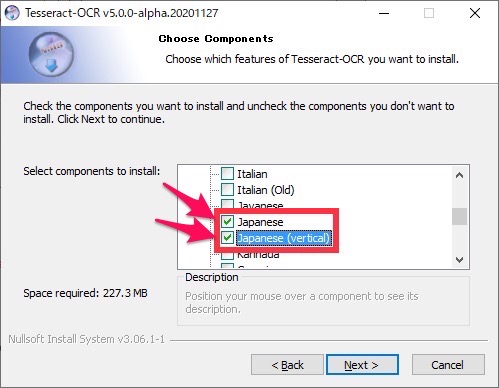 Tesseract-OCR v5.0.0-alpha.20201127
Choose Components
Choose which features of Tesseract-OCR you want to install.
Check the components you want to install and uncheck the components you don't want to
install. Click Next to continue.
Select components to install:
Italian
Italian (Old)
Javanese
Japanese
Japanese (vertical)
Kannada
Space required: 227.3 MB
Description
Position your mouse over a component to see its
description.
Nullsoft Install System v3.06.1-1
< Back
Next >
Cancel